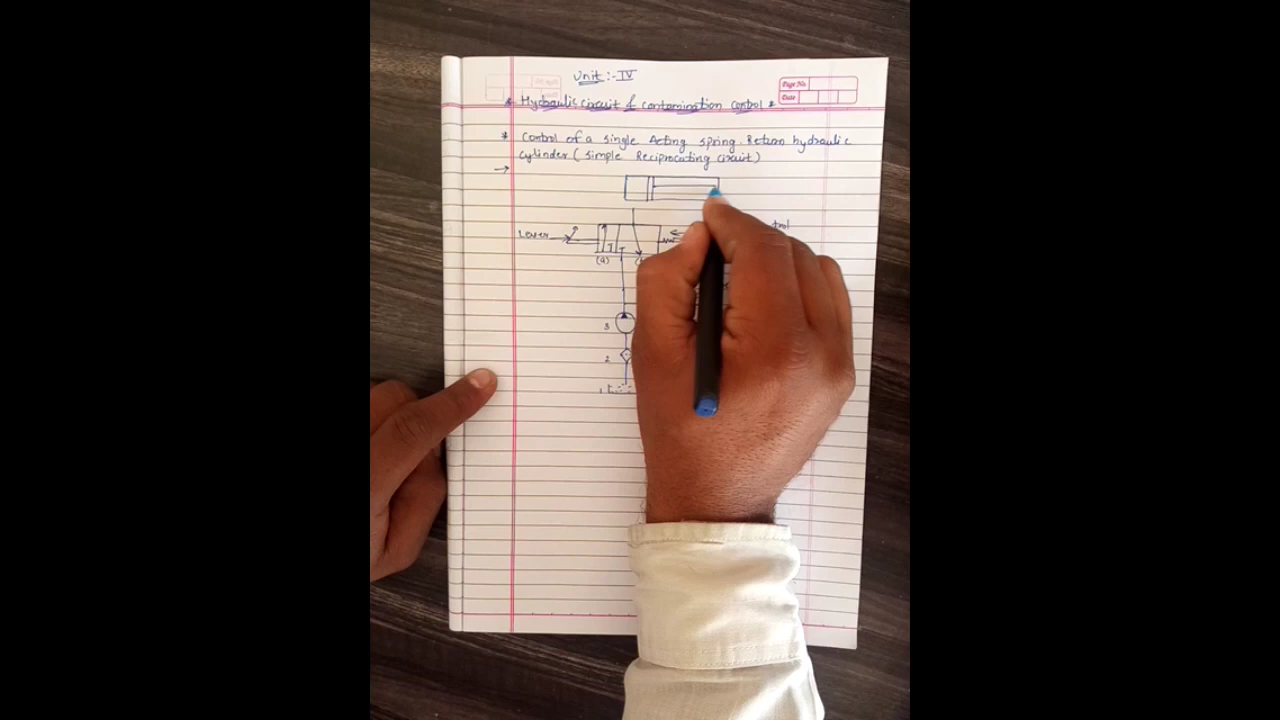 Unit :- IV
Page No.
Date
* Hydraulic circuit & contamination control *
* Control of a single Acting spring Return hydraulic
cylinder ( simple Reciprocating circuit )
→
trol
Lever
(a)
3
2
1